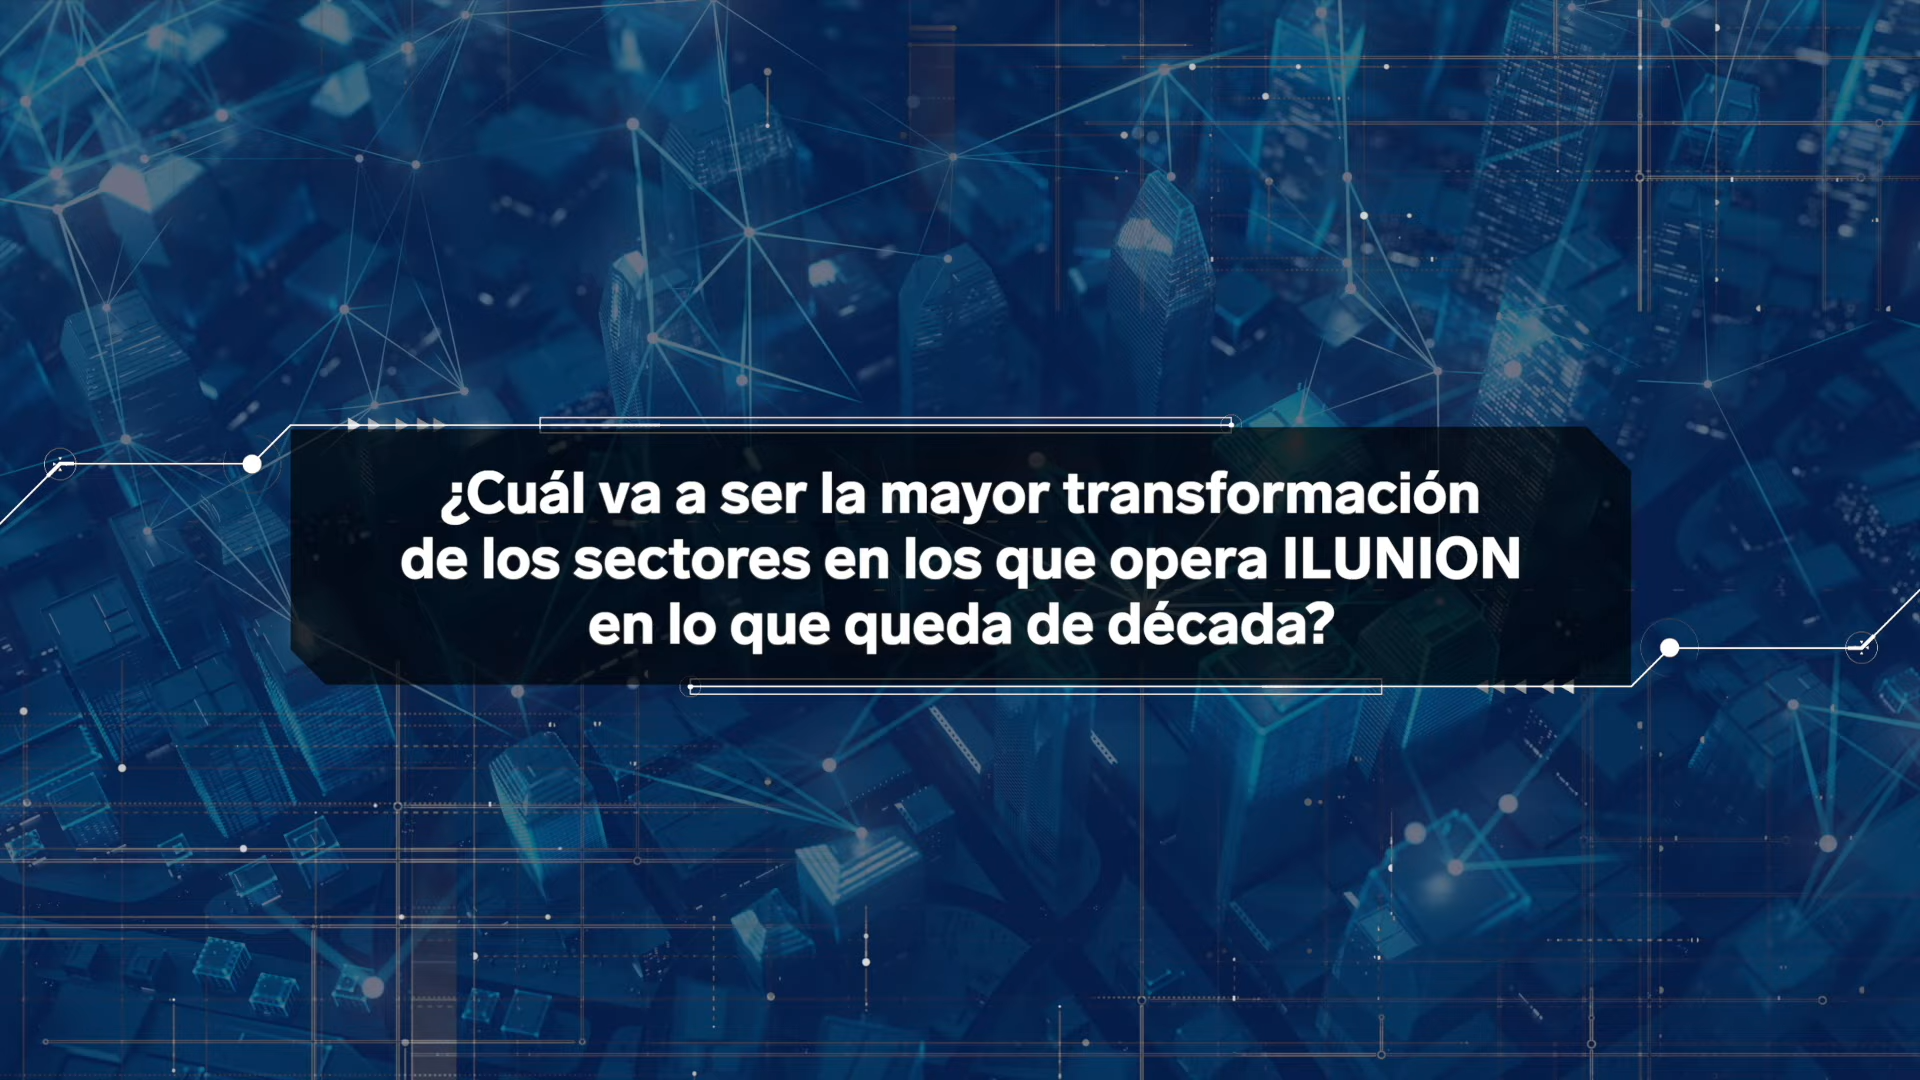 ¿Cuál va a ser la mayor transformación
de los sectores en los que opera ILUNION
en lo que queda de década?